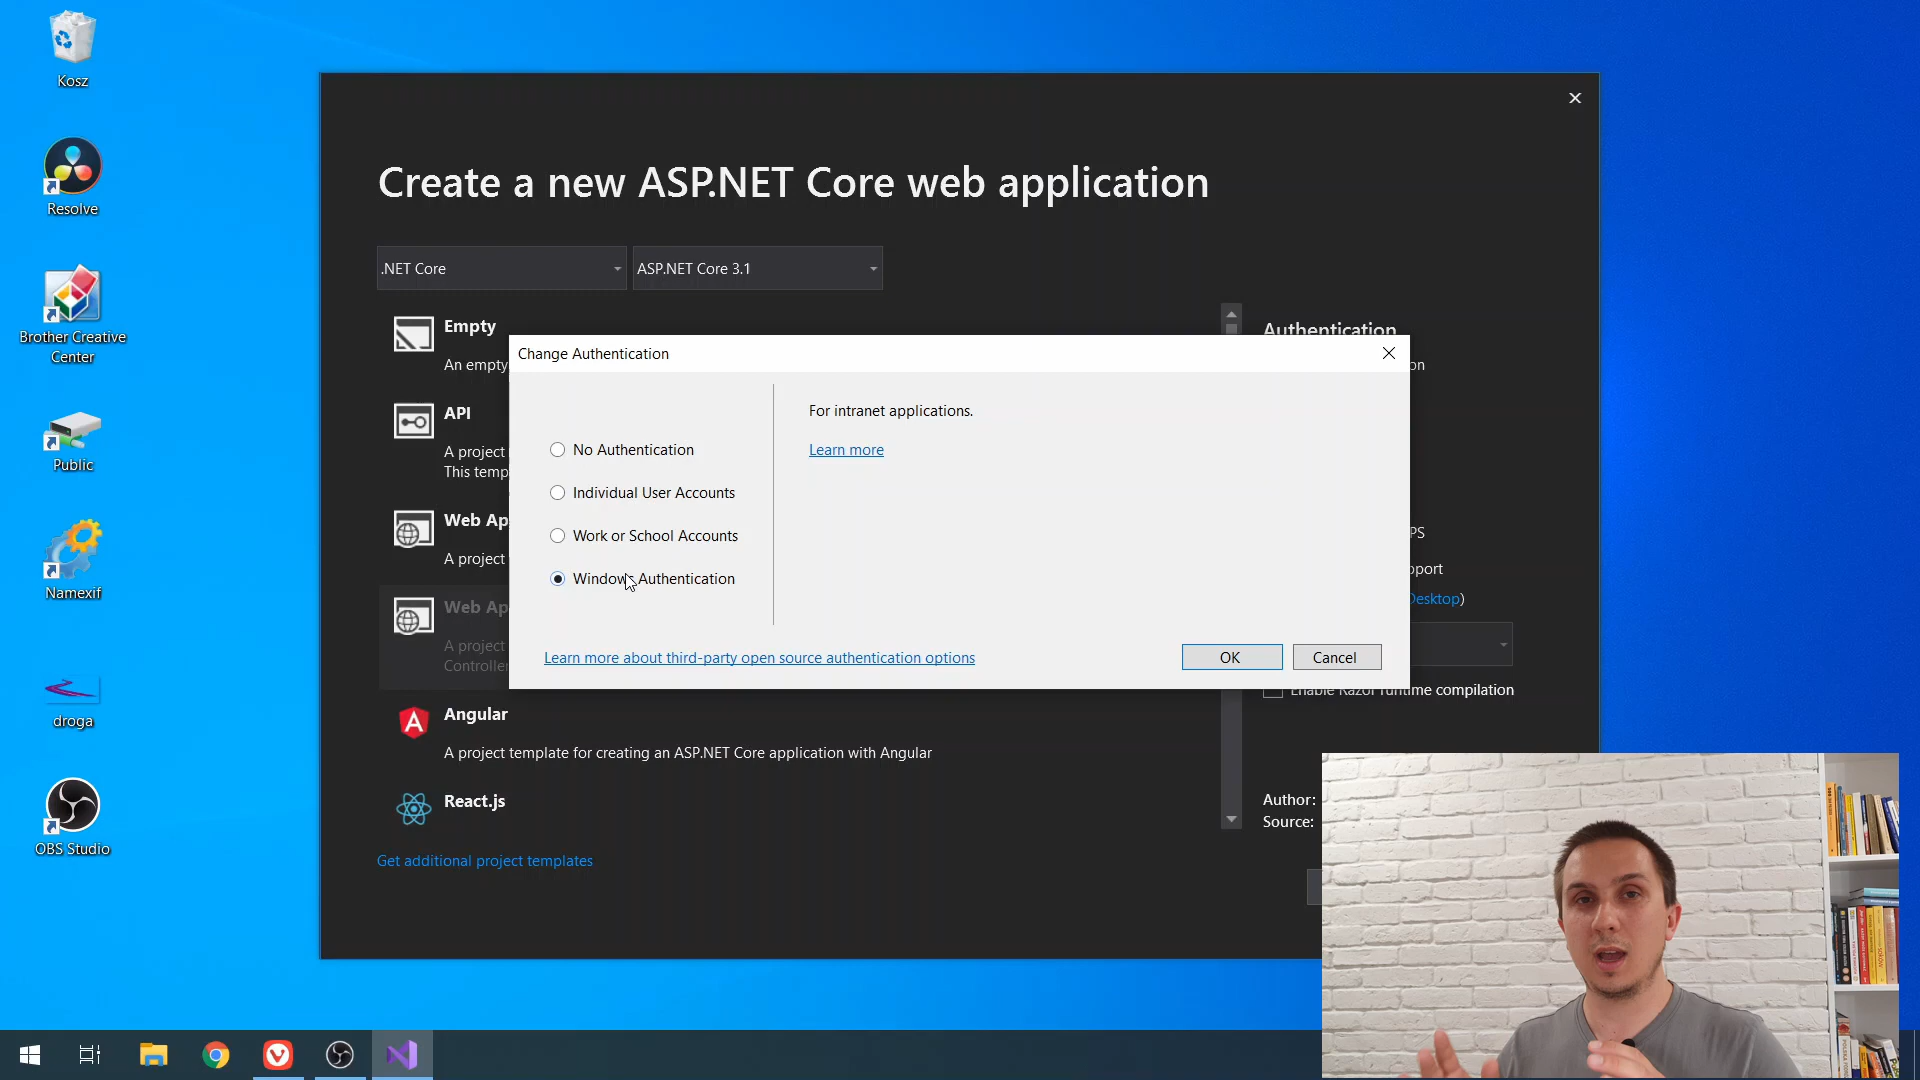 Kosz
Resolve
Brother Creative
Center
Public
Namexif
droga
OBS Studio
Create a new ASP.NET Core web application
.NET Core
ASP.NET Core 3.1
Empty
An empty
API
A project
This temp
Web Ap
A project
Web Ap
A project
Controller
Angular
A project template for creating an ASP.NET Core application with Angular
React.js
Get additional project templates
Authentication
on
PS
pport
Desktop)
Enable Razor runtime compilation
Author:
Source:
Change Authentication
No Authentication
Individual User Accounts
Work or School Accounts
Windows Authentication
For intranet applications.
Learn more
Learn more about third-party open source authentication options
OK
Cancel